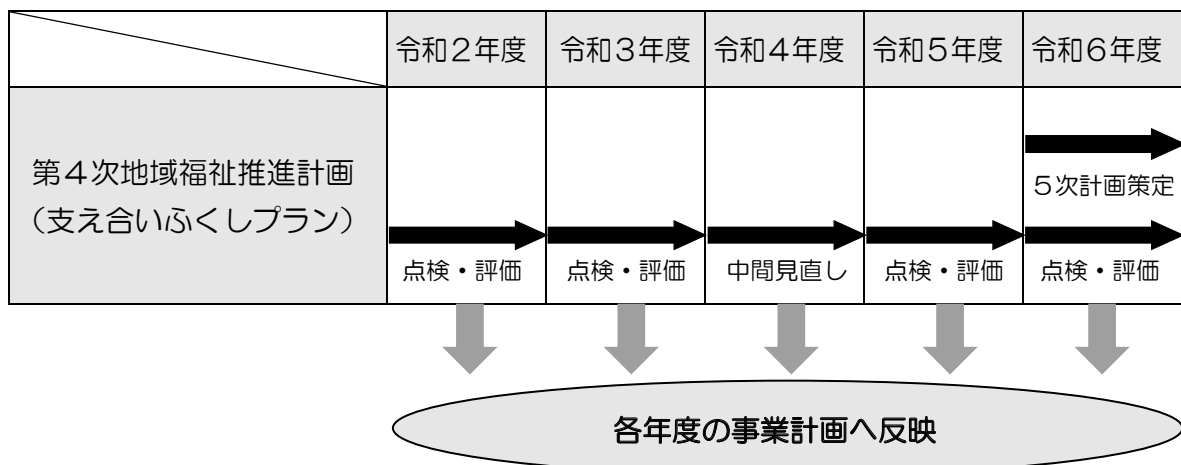 令和２年度
令和３年度
令和４年度
令和５年度
令和６年度
第４次地域福祉推進計画
（支え合いふくしプラン）
５次計画策定
点検・評価
点検・評価
中間見直し
点検・評価
点検・評価
各年度の事業計画へ反映